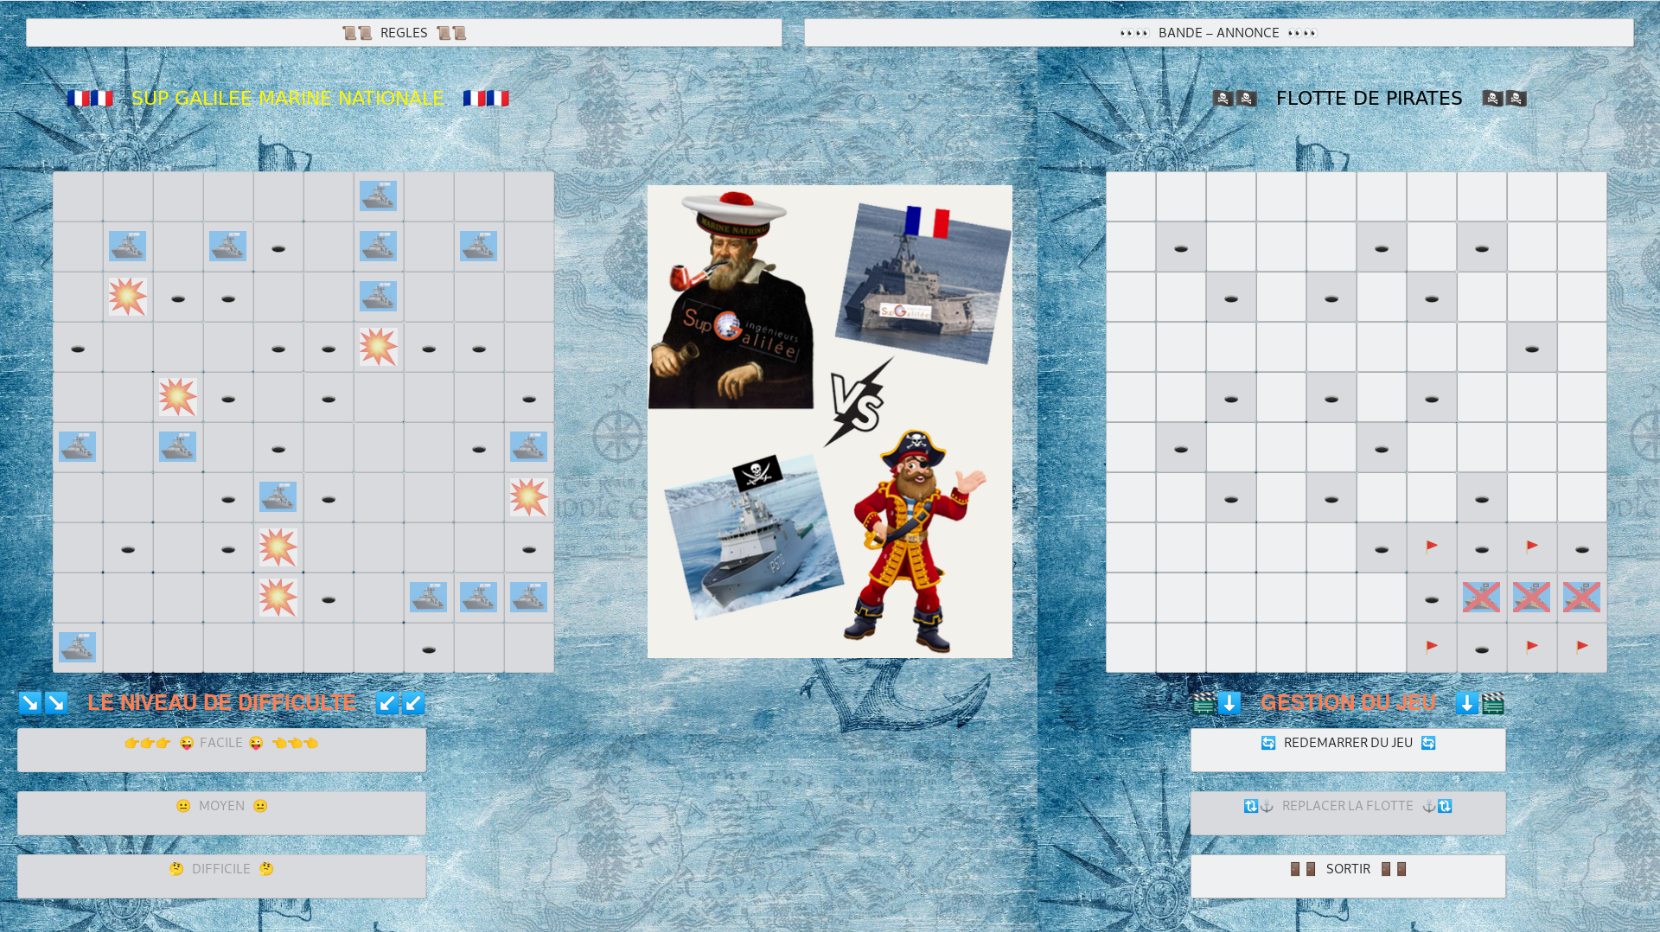 REGLES
BANDE – ANNONCE
SUP GALILEE MARINE NATIONALE
FLOTTE DE PIRATES
MARINE NATIONALE
Sup Galilée
ingénieurs
VS
LE NIVEAU DE DIFFICULTE
GESTION DU JEU
FACILE
REDEMARRER DU JEU
MOYEN
REPLACER LA FLOTTE
DIFFICILE
SORTIR